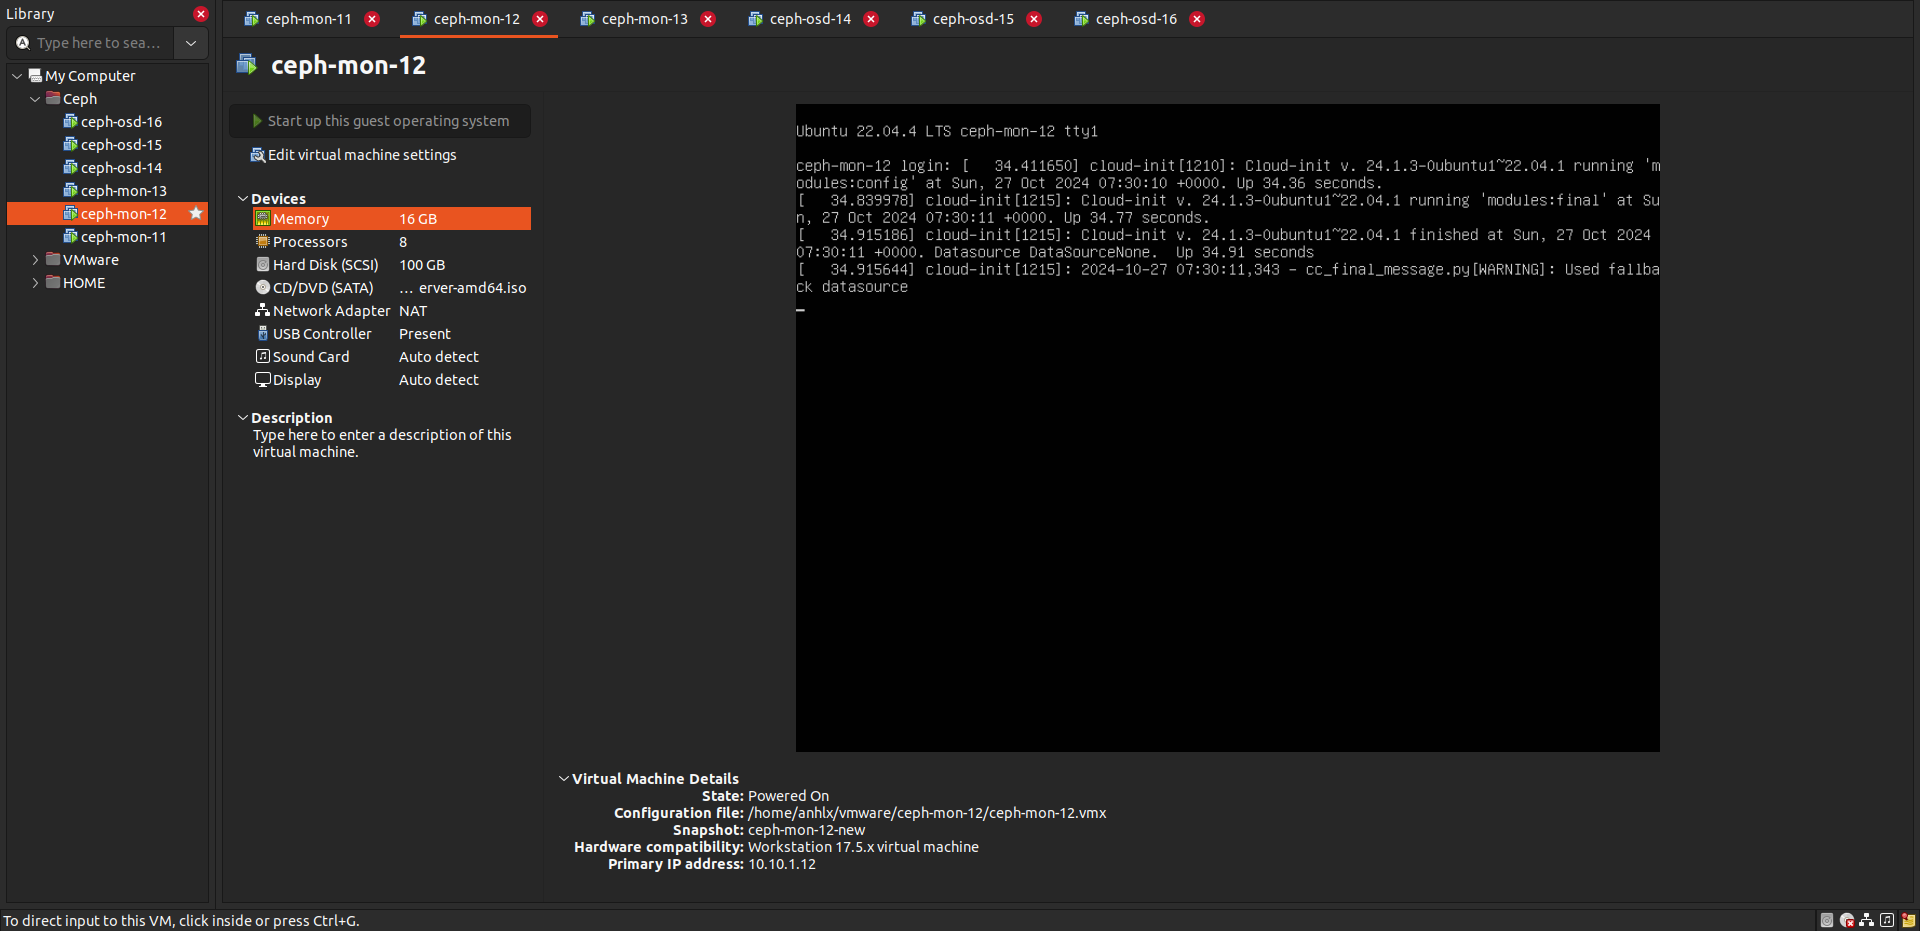 Library
Type here to sea...
My Computer
Ceph
ceph-osd-16
ceph-osd-15
ceph-osd-14
ceph-mon-13
ceph-mon-12
ceph-mon-11
VMware
HOME
ceph-mon-11
ceph-mon-12
ceph-mon-13
ceph-osd-14
ceph-osd-15
ceph-osd-16
ceph-mon-12
Start up this guest operating system
Edit virtual machine settings
Devices
Memory 16 GB
Processors 8
Hard Disk (SCSI) 100 GB
CD/DVD (SATA) ... erver-amd64.iso
Network Adapter NAT
USB Controller Present
Sound Card Auto detect
Display Auto detect
Description
Type here to enter a description of this
virtual machine.
Ubuntu 22.04.4 LTS ceph-mon-12 tty1
ceph-mon-12 login: [   34.411650] cloud-init[1210]: Cloud-init v. 24.1.3-0ubuntu1~22.04.1 running 'm
odules:config' at Sun, 27 Oct 2024 07:30:10 +0000. Up 34.36 seconds.
[   34.839978] cloud-init[1215]: Cloud-init v. 24.1.3-0ubuntu1~22.04.1 running 'modules:final' at Su
n, 27 Oct 2024 07:30:11 +0000. Up 34.77 seconds.
[   34.915186] cloud-init[1215]: Cloud-init v. 24.1.3-0ubuntu1~22.04.1 finished at Sun, 27 Oct 2024
07:30:11 +0000. Datasource DataSourceNone.  Up 34.91 seconds
[   34.915644] cloud-init[1215]: 2024-10-27 07:30:11,343 - cc_final_message.py[WARNING]: Used fallba
ck datasource
Virtual Machine Details
State: Powered On
Configuration file: /home/anhlx/vmware/ceph-mon-12/ceph-mon-12.vmx
Snapshot: ceph-mon-12-new
Hardware compatibility: Workstation 17.5.x virtual machine
Primary IP address: 10.10.1.12
To direct input to this VM, click inside or press Ctrl+G.